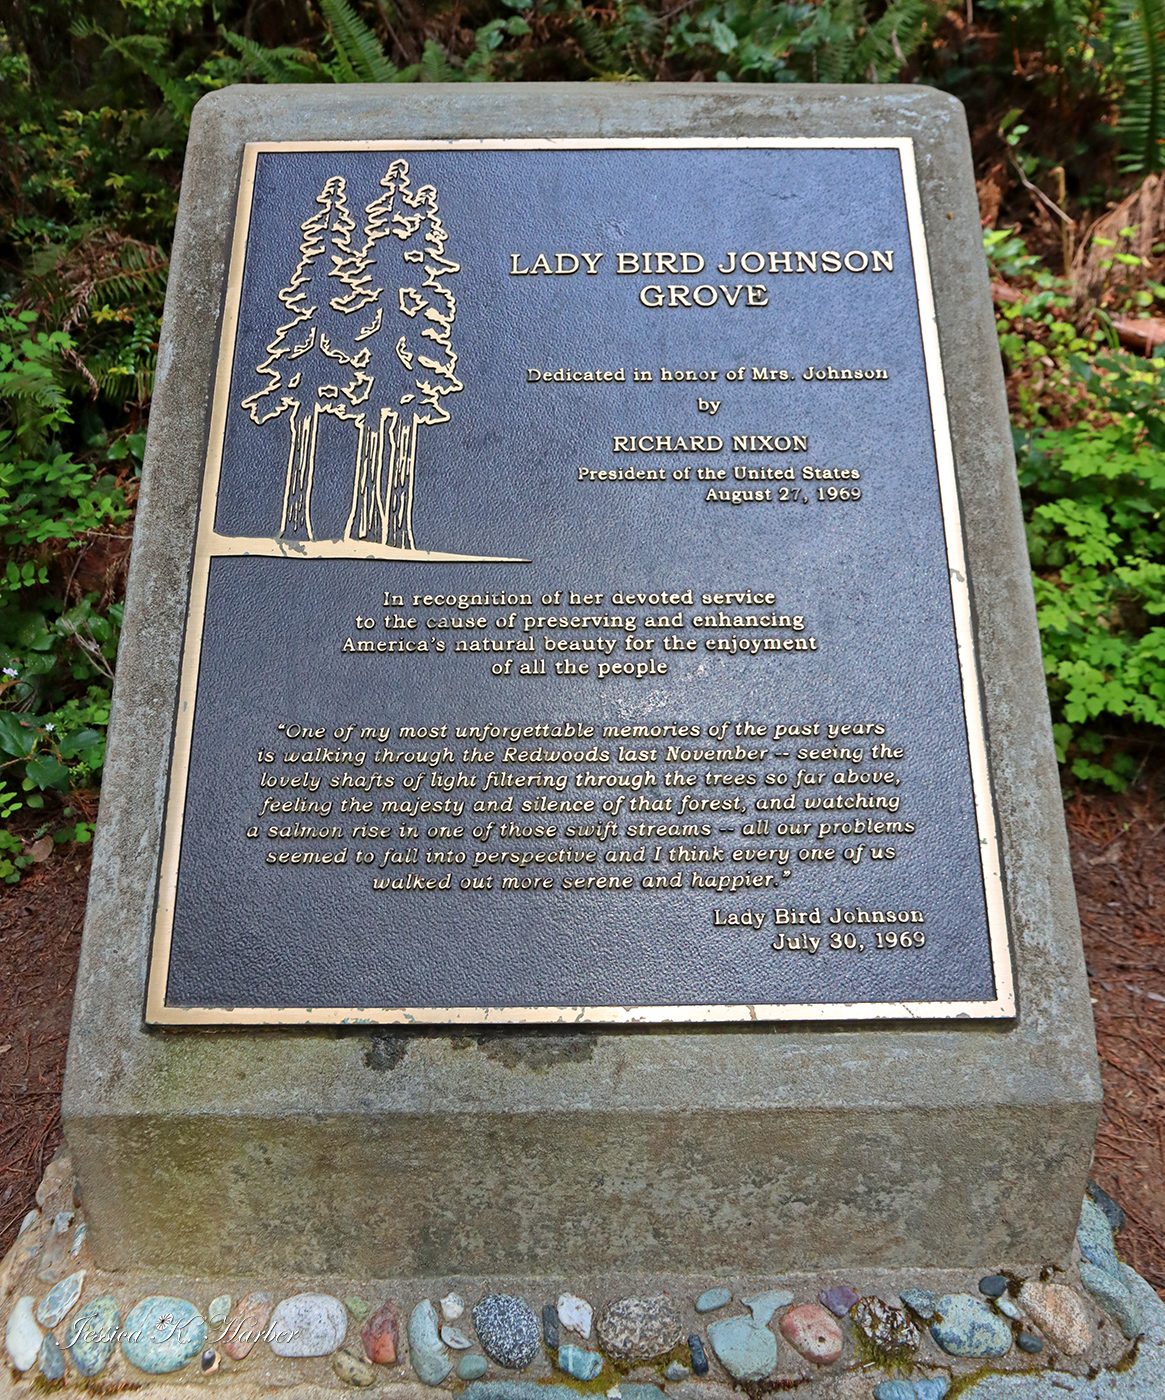 LADY BIRD JOHNSON
GROVE
Dedicated in honor of Mrs. Johnson
by
RICHARD NIXON
President of the United States
August 27, 1969
In recognition of her devoted service
to the cause of preserving and enhancing
America's natural beauty for the enjoyment
of all the people
"One of my most unforgettable memories of the past years
is walking through the Redwoods last November -- seeing the
lovely shafts of light filtering through the trees so far above,
feeling the majesty and silence of that forest, and watching
a salmon rise in one of those swift streams -- all our problems
seemed to fall into perspective and I think every one of us
walked out more serene and happier."
Lady Bird Johnson
July 30, 1969
Jessica K. Harber